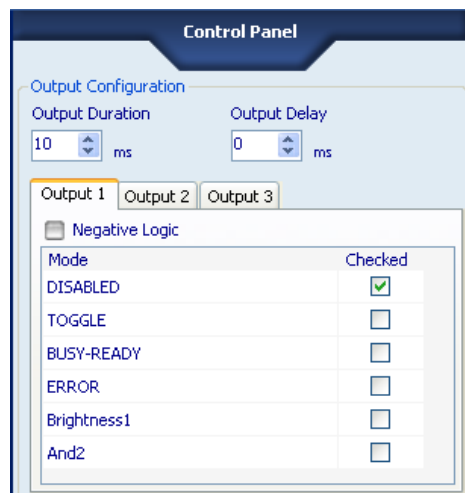 Control Panel
Output Configuration
Output Duration Output Delay
10 ms 0 ms
Output 1 Output 2 Output 3
Negative Logic
Mode Checked
DISABLED
TOGGLE
BUSY-READY
ERROR
Brightness1
And2